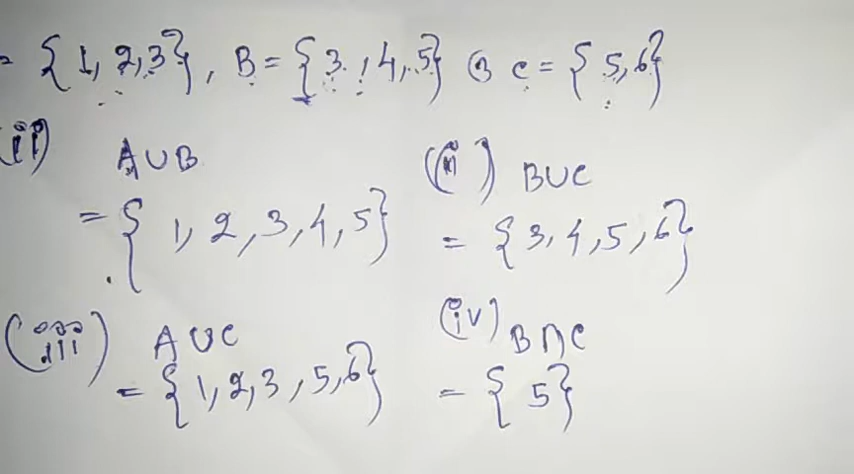 = {1, 2, 3}, B = {3, 4, 5} C = {5, 6}
(ii) A ∪ B
= {1, 2, 3, 4, 5}
(ii) B ∪ C
= {3, 4, 5, 6}
(iii) A ∪ C
= {1, 2, 3, 5, 6}
(iv) B ∩ C
= {5}